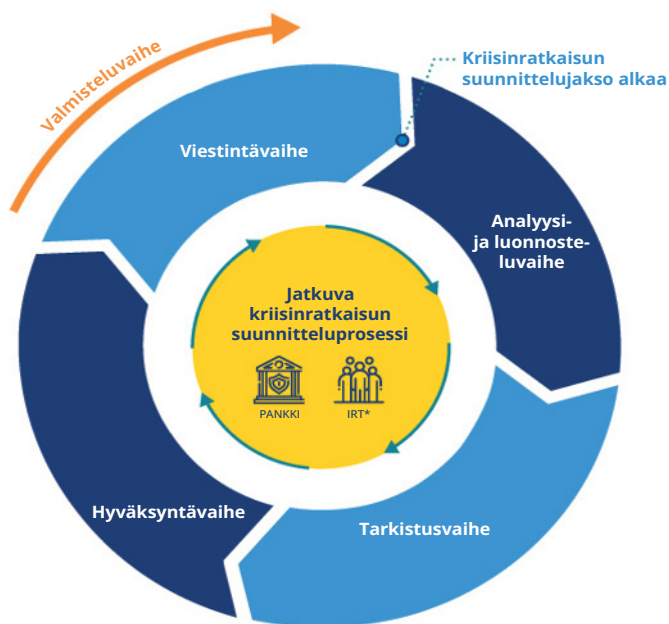 Valmisteluvaihe
Kriisinratkaisun
suunnittelujakso alkaa
Viestintävaihe
Analyysi-
ja luonnoste-
luvaihe
Jatkuva
kriisinratkaisun
suunnitteluprosessi
PANKKI
IRT*
Hyväksyntävaihe
Tarkistusvaihe